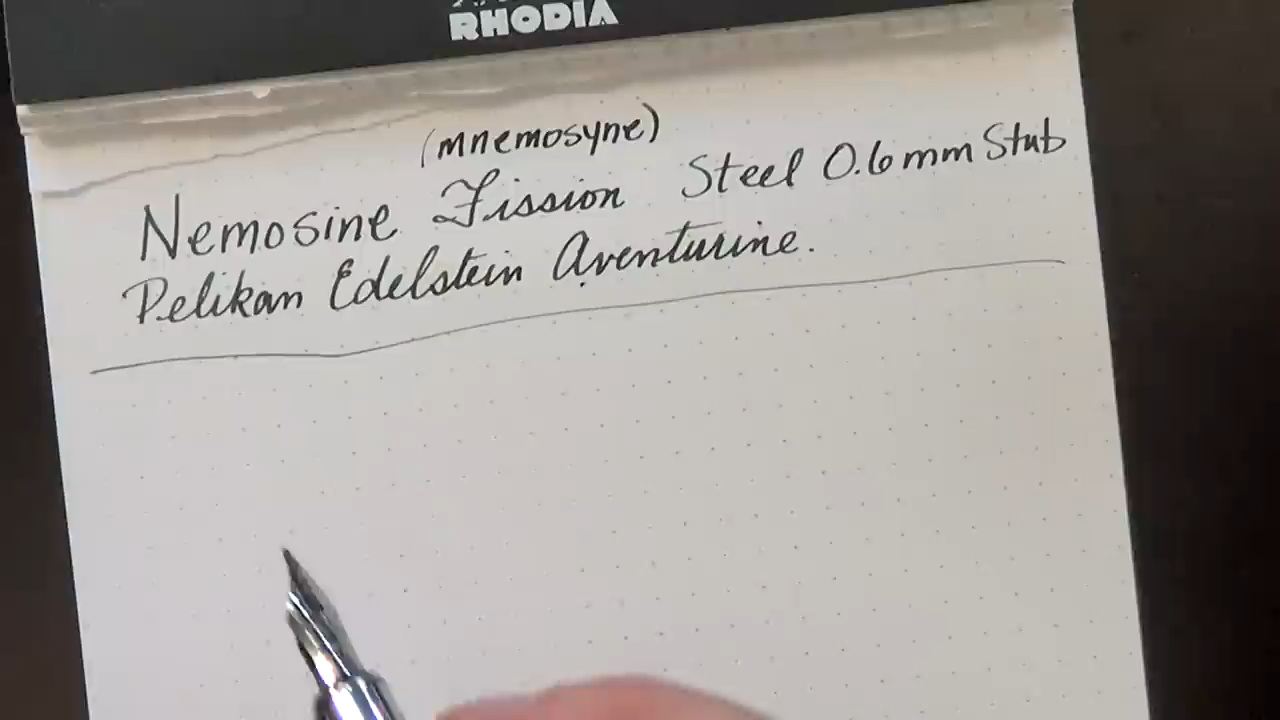 RHODIA
(mnemosyne)
Nemosine Fission Steel 0.6mm Stub
Pelikan Edelstein Aventurine.